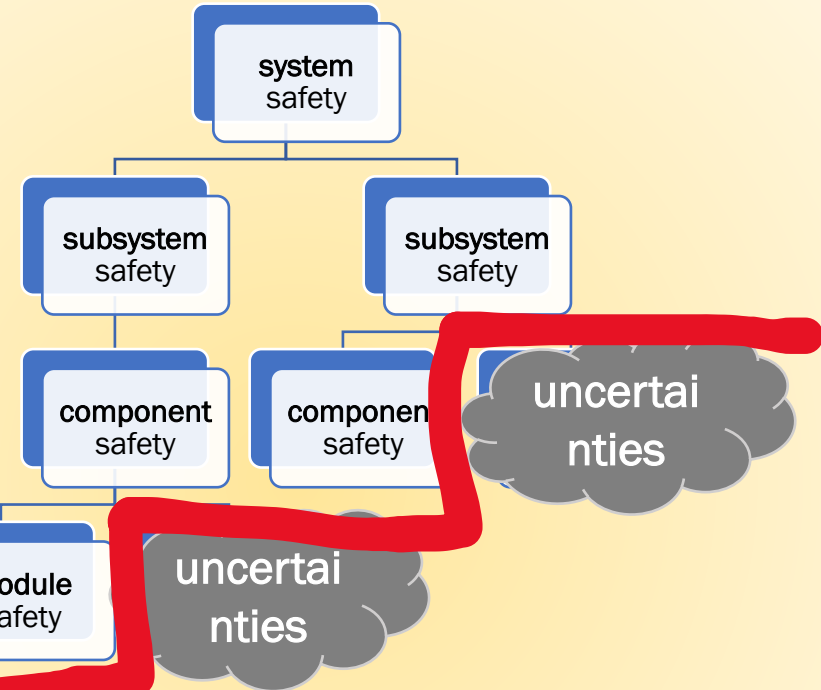 system
safety
subsystem
safety
subsystem
safety
component
safety
componen
safety
uncertai
nties
odule
afety
uncertai
nties